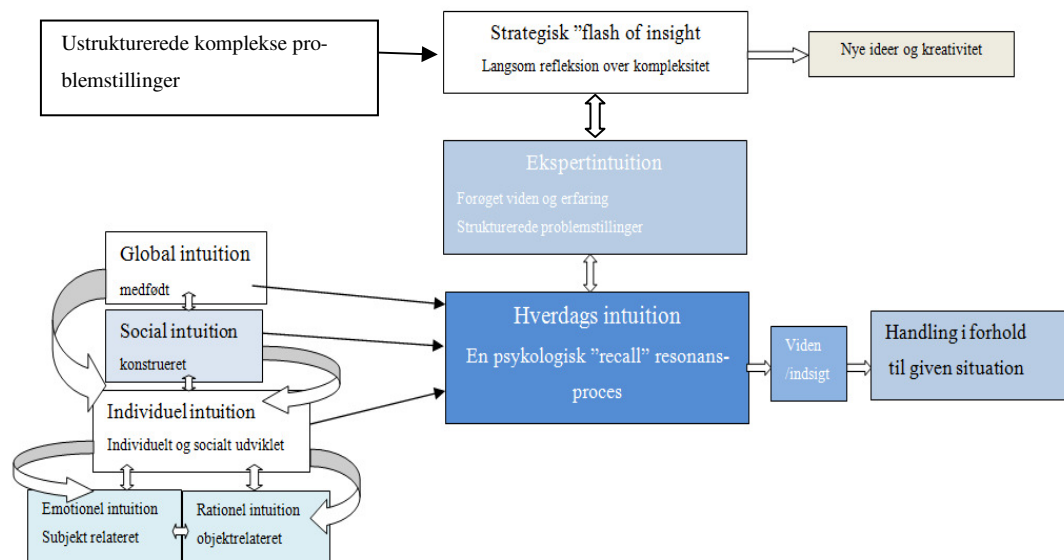 Ustrukturerede komplekse pro-
blemstillinger
Strategisk ”flash of insight
Langsom refleksion over kompleksitet
Nye ideer og kreativitet
Ekspertintuition
Forøget viden og erfaring
Strukturerede problemstillinger
Global intuition
medfødt
Social intuition
konstrueret
Individuel intuition
Individuelt og socialt udviklet
Emotionel intuition
Subjekt relateret
Rationel intuition
objektrelateret
Hverdags intuition
En psykologisk ”recall” resonans-
proces
Viden
/indsigt
Handling i forhold
til given situation